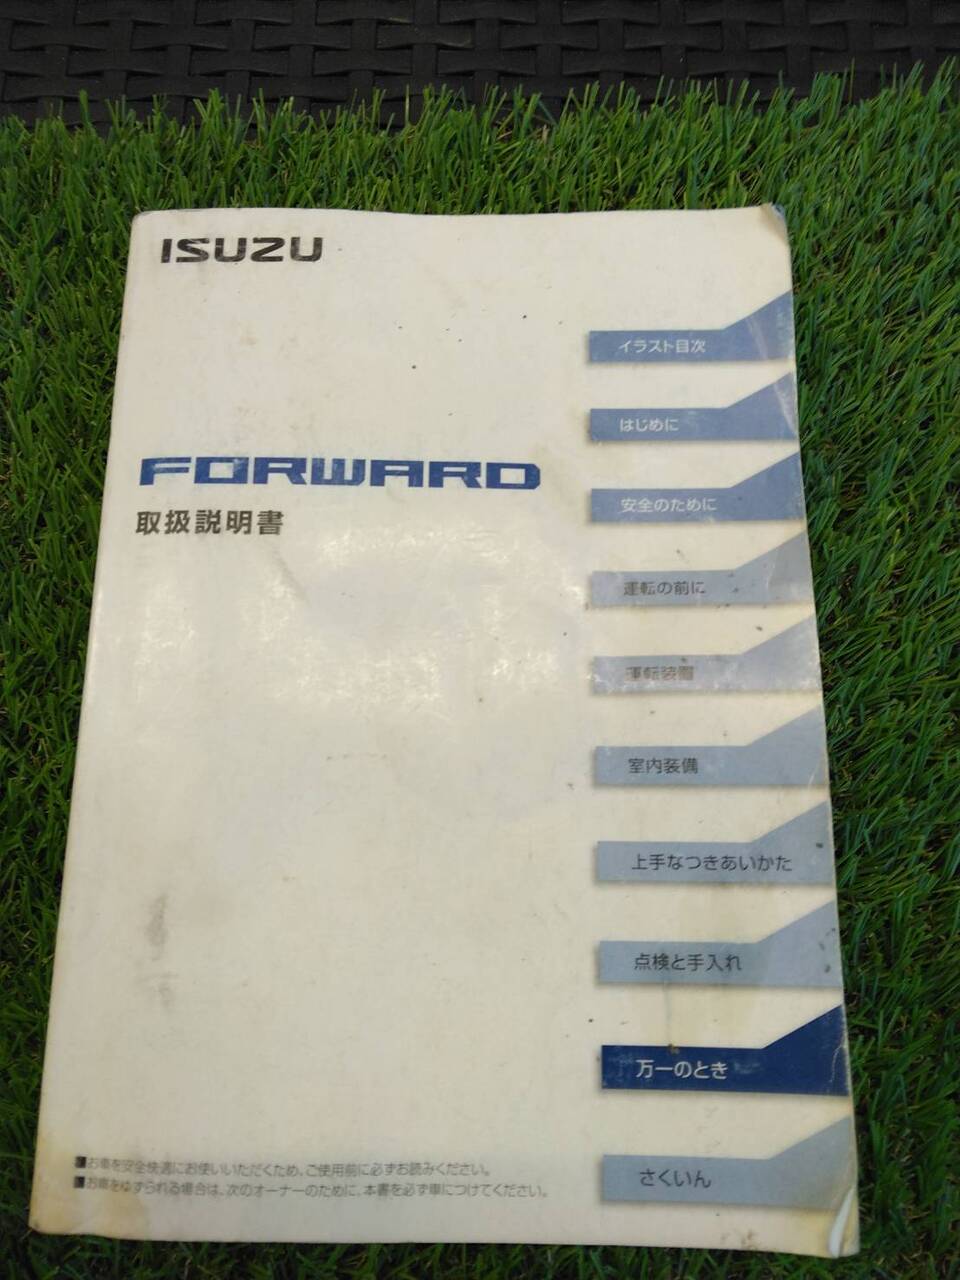 ISUZU
イラスト目次
はじめに
FORWARD
取扱説明書
安全のために
運転の前に
運転装置
室内装備
上手なつきあいかた
点検と手入れ
万一のとき
さくいん
■お車を安全快適にお使いいただくため、ご使用前に必ずお読みください。
■お車をゆずられる場合は、次のオーナーのために、本書を必ず車につけてください。